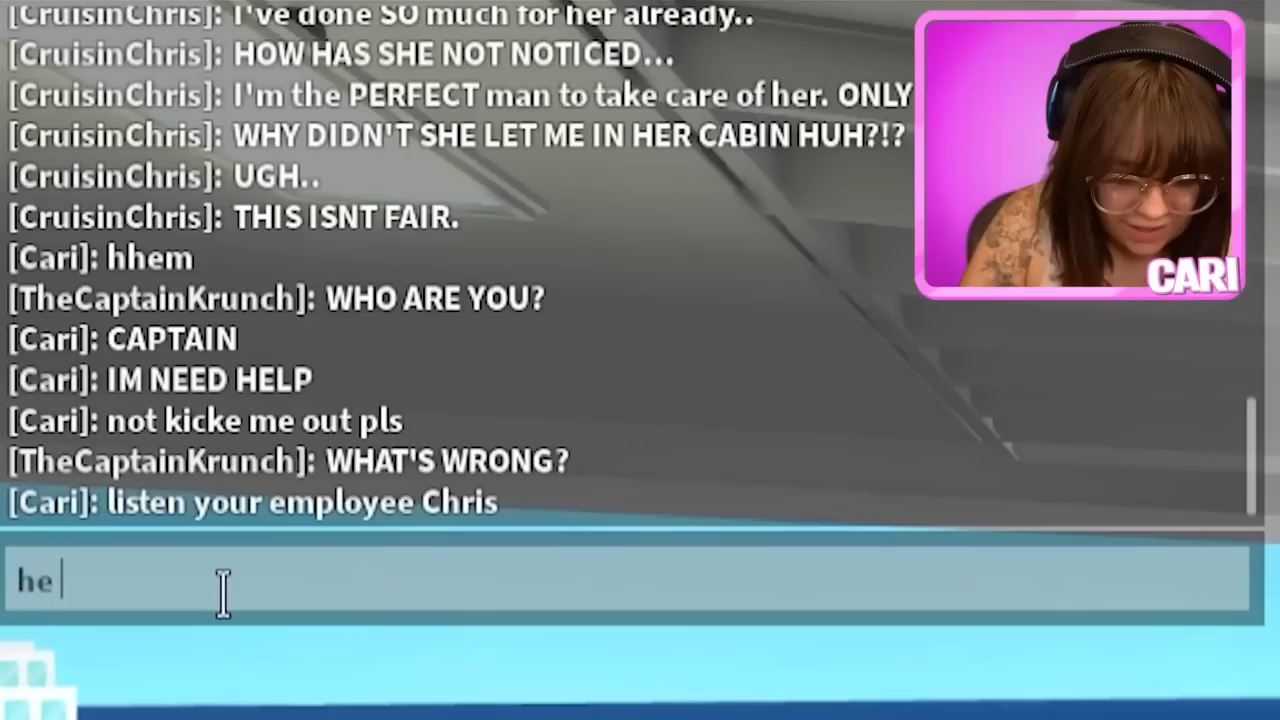 [CruisinChris]: I've done SO much for her already..
[CruisinChris]: HOW HAS SHE NOT NOTICED...
[CruisinChris]: I'm the PERFECT man to take care of her. ONLY
[CruisinChris]: WHY DIDN'T SHE LET ME IN HER CABIN HUH?!?
[CruisinChris]: UGH..
[CruisinChris]: THIS ISNT FAIR.
[Cari]: hhem
[TheCaptainKrunch]: WHO ARE YOU?
[Cari]: CAPTAIN
[Cari]: IM NEED HELP
[Cari]: not kicke me out pls
[TheCaptainKrunch]: WHAT'S WRONG?
[Cari]: listen your employee Chris
he
CARI